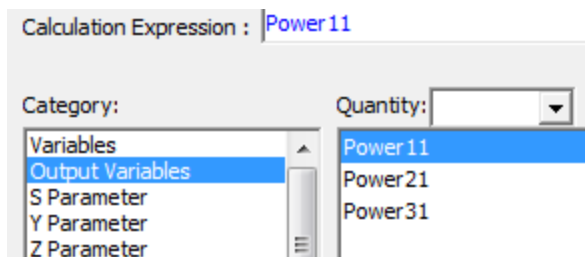 Calculation Expression : Power11
Category:
Quantity:
Variables
Output Variables
S Parameter
Y Parameter
Z Parameter
Power11
Power21
Power31